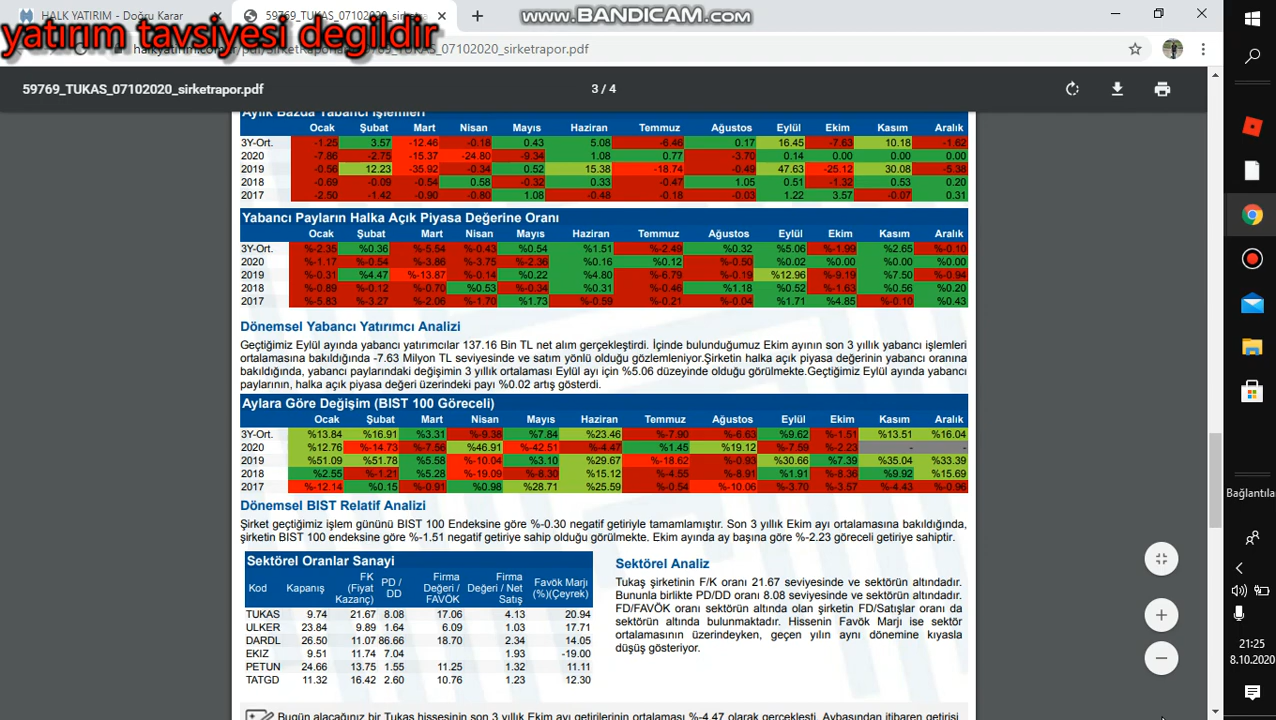 HALK YATIRIM - Doğru Karar
59769_TUKAS_07102020_sirketra
www.BANDICAM.com
yatırım tavsiyesi degildir
59769_TUKAS_07102020_sirketrapor.pdf
3 / 4
Aylık Bazda Yabancı İşlemleri
Ocak Şubat Mart Nisan Mayıs Haziran Temmuz Ağustos Eylül Ekim Kasım Aralık
3Y-Ort. -1.25 3.57 -12.46 -0.18 0.43 5.08 -6.46 0.17 16.45 -7.63 10.18 -1.62
2020 -7.86 -2.75 -15.37 -24.80 -9.34 1.08 0.77 -3.70 0.14 0.00 0.00 0.00
2019 -0.56 12.23 -35.92 -0.34 0.52 15.38 -18.74 -0.49 47.63 -25.12 30.08 -5.38
2018 -0.69 -0.09 -0.54 0.58 -0.32 0.33 -0.47 1.05 0.51 -1.32 0.53 0.20
2017 -2.50 -1.42 -0.90 -0.80 1.08 -0.48 -0.18 -0.03 1.22 3.57 -0.07 0.31
Yabancı Payların Halka Açık Piyasa Değerine Oranı
Ocak Şubat Mart Nisan Mayıs Haziran Temmuz Ağustos Eylül Ekim Kasım Aralık
3Y-Ort. %-2.35 %0.36 %-5.54 %-0.43 %0.54 %1.51 %-2.49 %0.32 %5.06 %-1.99 %2.65 %-0.10
2020 %-1.17 %-0.54 %-3.86 %-3.75 %-2.36 %0.16 %0.12 %-0.50 %0.02 %0.00 %0.00 %0.00
2019 %-0.31 %4.47 %-13.87 %-0.14 %0.22 %4.80 %-6.79 %-0.19 %12.96 %-9.19 %7.50 %-0.94
2018 %-0.89 %-0.12 %-0.70 %0.53 %-0.34 %0.31 %-0.46 %1.18 %0.52 %-1.63 %0.56 %0.20
2017 %-5.83 %-3.27 %-2.06 %-1.70 %1.73 %-0.59 %-0.21 %-0.04 %1.71 %4.85 %-0.10 %0.43
Dönemsel Yabancı Yatırımcı Analizi
Geçtiğimiz Eylül ayında yabancı yatırımcılar 137.16 Bin TL net alım gerçekleştirdi. İçinde bulunduğumuz Ekim ayının son 3 yıllık yabancı işlemleri
ortalamasına bakıldığında -7.63 Milyon TL seviyesinde ve satım yönlü olduğu gözlemleniyor.Şirketin halka açık piyasa değerinin yabancı oranına
bakıldığında, yabancı paylarındaki değişimin 3 yıllık ortalaması Eylül ayı için %5.06 düzeyinde olduğu görülmekte.Geçtiğimiz Eylül ayında yabancı
paylarının, halka açık piyasa değeri üzerindeki payı %0.02 artış gösterdi.
Aylara Göre Değişim (BIST 100 Göreceli)
Ocak Şubat Mart Nisan Mayıs Haziran Temmuz Ağustos Eylül Ekim Kasım Aralık
3Y-Ort. %13.84 %16.91 %3.31 %-9.38 %7.84 %23.46 %-7.90 %-6.63 %9.62 %-1.51 %13.51 %16.04
2020 %12.76 %-14.73 %-7.56 %46.91 %-42.51 %-4.47 %1.45 %19.12 %-7.59 %-2.23 - -
2019 %51.09 %51.78 %5.58 %-10.04 %3.10 %29.67 %-18.62 %-0.93 %30.66 %7.39 %35.04 %33.39
2018 %2.55 %-1.21 %5.28 %-19.09 %-8.30 %15.12 %-4.55 %-8.91 %1.91 %-8.36 %9.92 %15.69
2017 %-12.14 %0.15 %-0.91 %0.98 %28.71 %25.59 %-0.54 %-10.06 %-3.70 %-3.57 %-4.43 %-0.96
Dönemsel BIST Relatif Analizi
Şirket geçtiğimiz işlem gününü BIST 100 Endeksine göre %-0.30 negatif getiriyle tamamlamıştır. Son 3 yıllık Ekim ayı ortalamasına bakıldığında,
şirketin BIST 100 endeksine göre %-1.51 negatif getiriye sahip olduğu görülmekte. Ekim ayında ay başına göre %-2.23 göreceli getiriye sahiptir.
Sektörel Oranlar Sanayi
Kod Kapanış FK (Fiyat Kazanç) PD / DD Firma Değeri / FAVÖK Firma Değeri / Net Satış Favök Marjı (%)(Çeyrek)
TUKAS 9.74 21.67 8.08 17.06 4.13 20.94
ULKER 23.84 9.89 1.64 6.09 1.03 17.71
DARDL 26.50 11.07 86.66 18.70 2.34 14.05
EKIZ 9.51 11.74 7.04 1.93 -19.00
PETUN 24.66 13.75 1.55 11.25 1.32 11.11
TATGD 11.32 16.42 2.60 10.76 1.23 12.30
Sektörel Analiz
Tukaş şirketinin F/K oranı 21.67 seviyesinde ve sektörün altındadır.
Bununla birlikte PD/DD oranı 8.08 seviyesinde ve sektörün altındadır.
FD/FAVÖK oranı sektörün altında olan şirketin FD/Satışlar oranı da
sektörün altında bulunmaktadır. Hissenin Favök Marjı ise sektör
ortalamasının üzerindeyken, geçen yılın aynı dönemine kıyasla
düşüş gösteriyor.
Bugün alacağınız bir Tukaş hissesinin son 3 yıllık Ekim ayı getirilerinin ortalaması %-4.47 olarak gerçekleşti. Aybaşından itibaren getirisi
Bağlantıla
21:25
8.10.2020